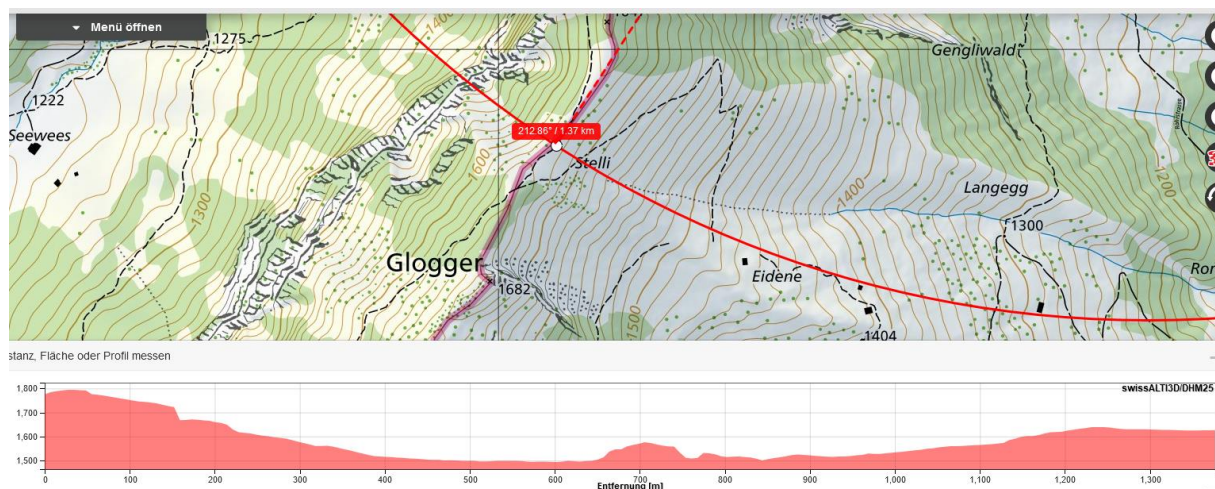 Menü öffnen
1400
1275
Gengliwald
1222
212.86° / 1.37 km
Seewees
1600
Stelli
1300
1400
Langegg
1200
1300
Glogger
1682
Eidene
1500
1404
stanz, Fläche oder Profil messen
swissALTI3D/DHM25
1,800
1,700
1,600
1,500
0 100 200 300 400 500 600 700 800 900 1,000 1,100 1,200 1,300
Entfernung [m]